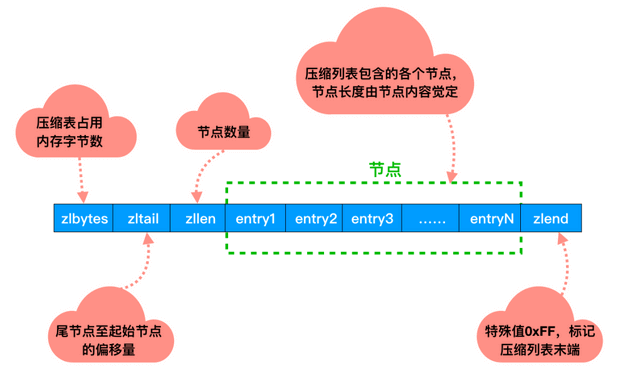 压缩列表包含的各个节点,
节点长度由节点内容觉定
压缩表占用
内存字节数
节点数量
节点
zlbytes zltail zllen entry1 entry2 entry3 …… entryN zlend
尾节点至起始节点
的偏移量
特殊值0xFF，标记
压缩列表末端